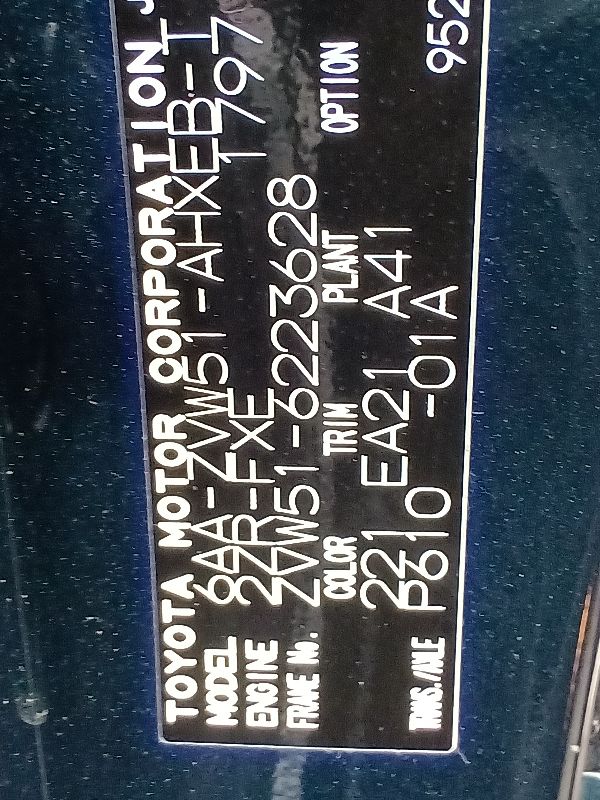 TOYOTA MOTOR CORPORATION J
MODEL 6AA-ZVW51-AHXEB-T
ENGINE 2ZR-FXE 1797
FRAME No. ZVW51-6223628
COLOR TRIM PLANT OPTION
221 EA21 A41
TRANS./AXLE P610 -01A 952